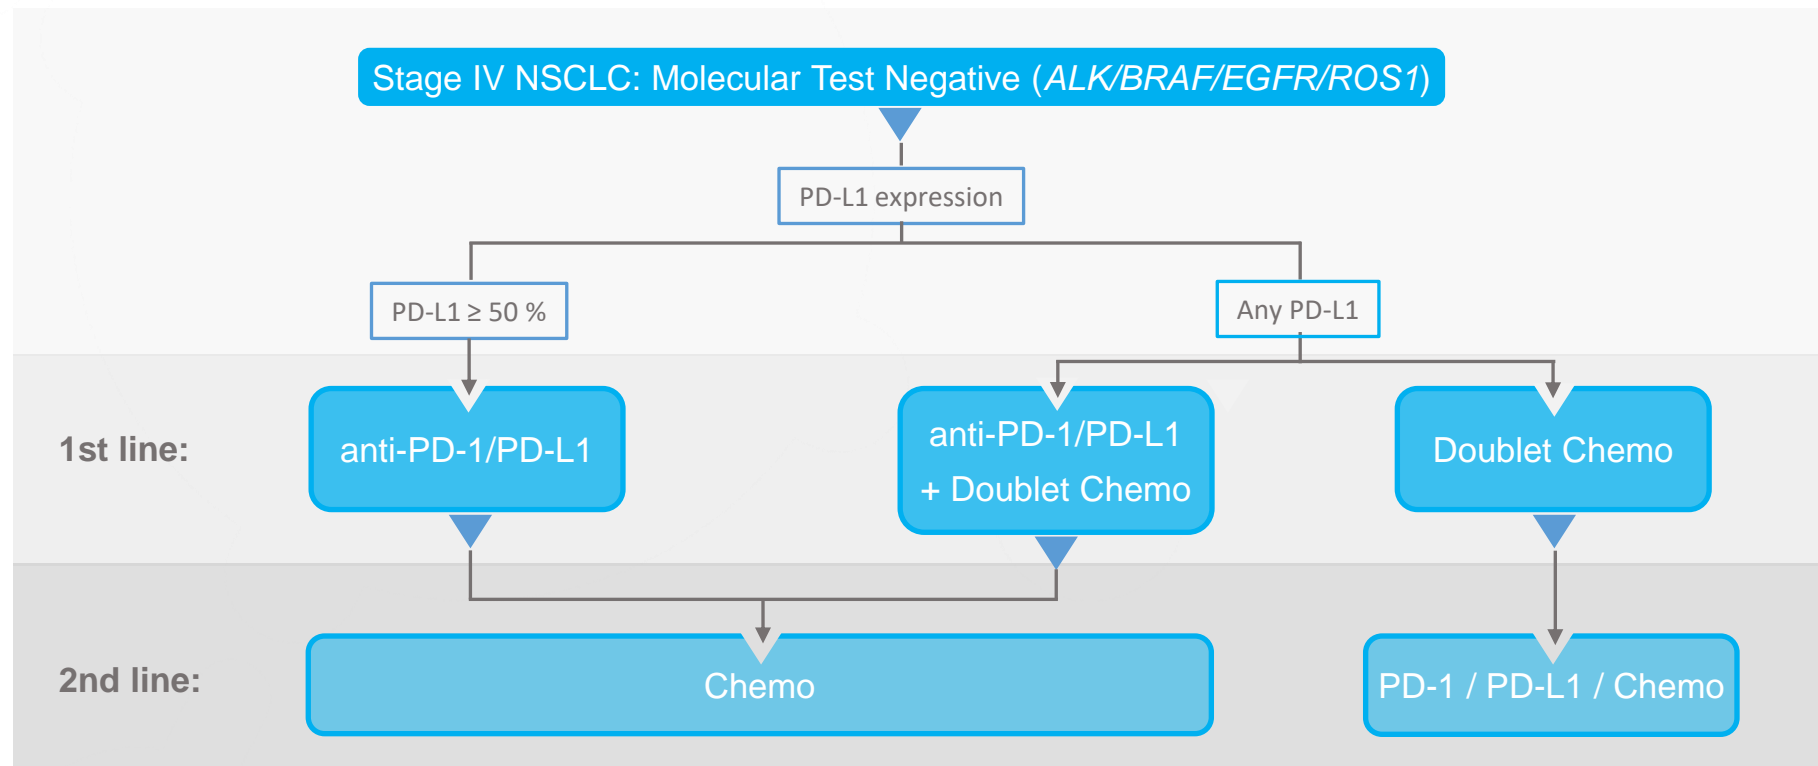 Stage IV NSCLC: Molecular Test Negative (ALK/BRAF/EGFR/ROS1)
PD-L1 expression
PD-L1 ≥ 50 %
Any PD-L1
1st line:
anti-PD-1/PD-L1
anti-PD-1/PD-L1
+ Doublet Chemo
Doublet Chemo
2nd line:
Chemo
PD-1 / PD-L1 / Chemo